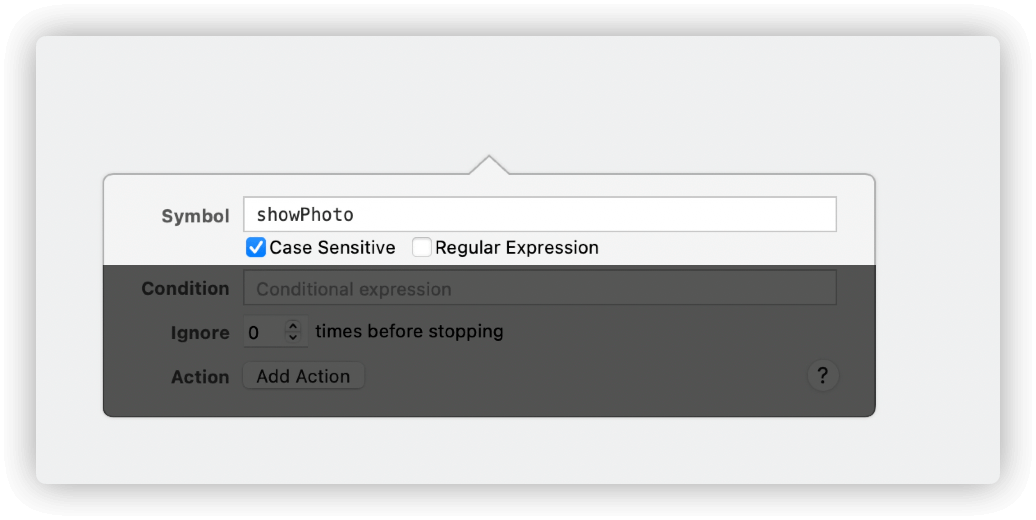 Symbol showPhoto
Case Sensitive Regular Expression
Condition Conditional expression
Ignore 0 times before stopping
Action Add Action ?